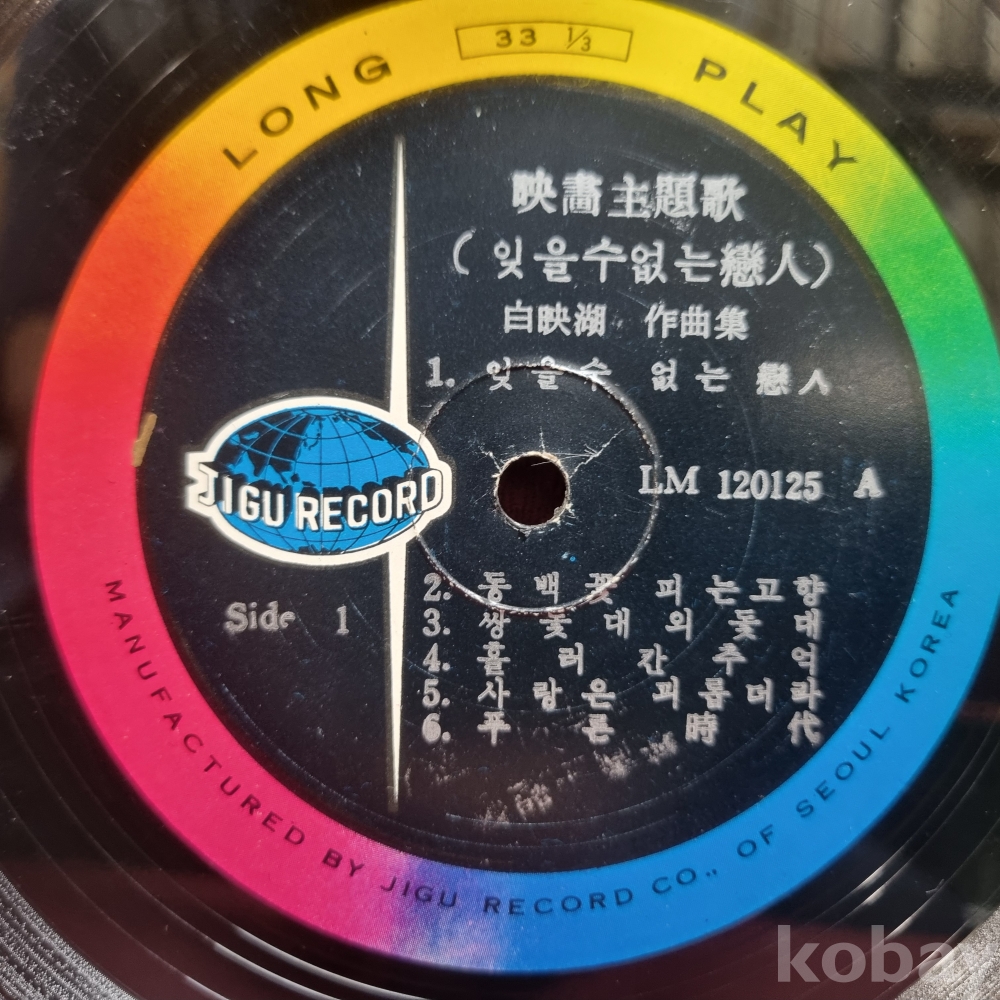 LONG PLAY
33 1/3
映畵主題歌
(잊을수없는戀人)
白映湖 作曲集
1. 잊을수 없는 戀人
JIGU RECORD
LM 120125 A
Side 1
2. 동백꽃 피는고향
3. 쌍돛대의돛대
4. 흘러간추억
5. 사랑은 괴롭더라
6. 푸른時代
MANUFACTURED BY JIGU RECORD CO., OF SEOUL KOREA
koba